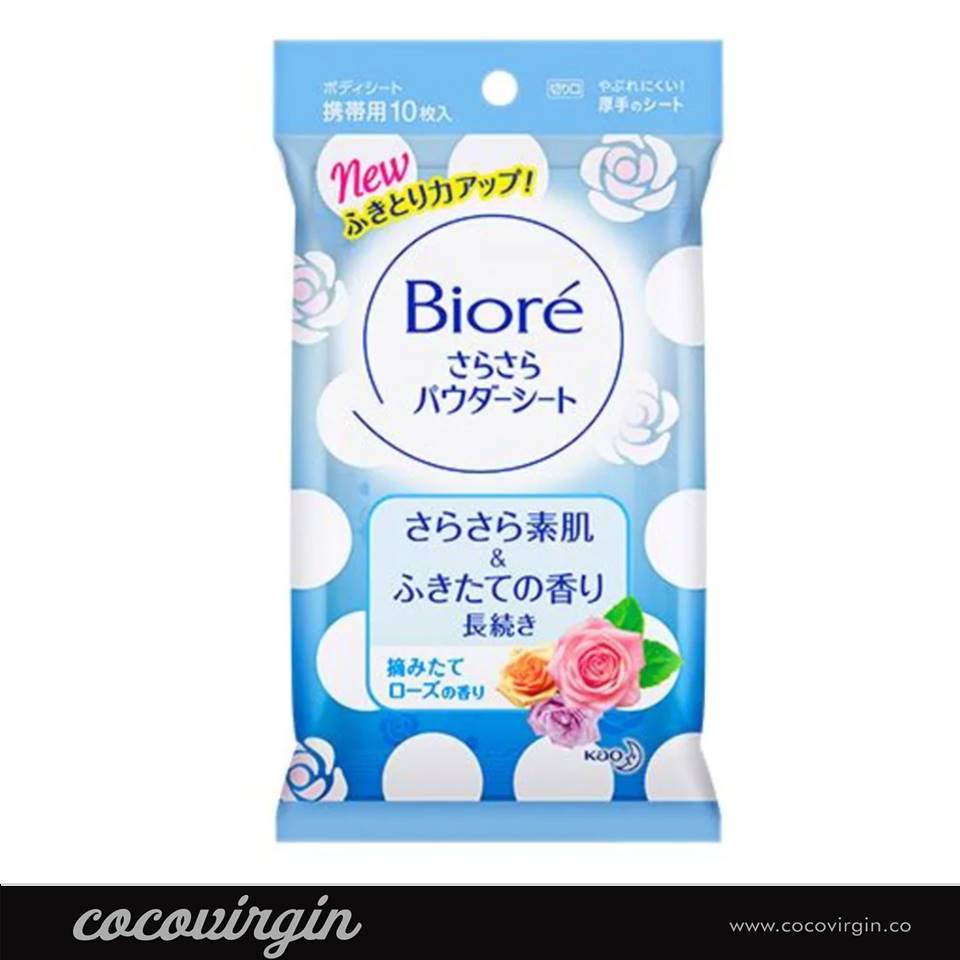 ボディシート
携帯用10枚入
切り口
やぶれにくい!
厚手のシート
New
ふきとり力アップ!
Bioré
さらさら
パウダーシート
さらさら素肌
&
ふきたての香り
長続き
摘みたて
ローズの香り
Kao
cocovirgin
www.cocovirgin.co